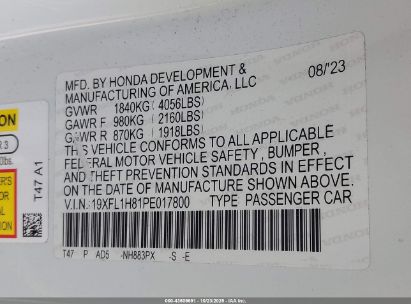 MFD. BY HONDA DEVELOPMENT & 08/'23
MANUFACTURING OF AMERICA, LLC
GVWR 1840KG ( 4056LBS)
GAWR F 980KG ( 2160LBS)
GAWR R 870KG ( 1918LBS)
THIS VEHICLE CONFORMS TO ALL APPLICABLE
FEDERAL MOTOR VEHICLE SAFETY , BUMPER ,
AND THEFT PREVENTION STANDARDS IN EFFECT
ON THE DATE OF MANUFACTURE SHOWN ABOVE.
V.I.N.:19XFL1H81PE017800 TYPE PASSENGER CAR
T47 P AD5 -NH883PX -S -E
T47 A1